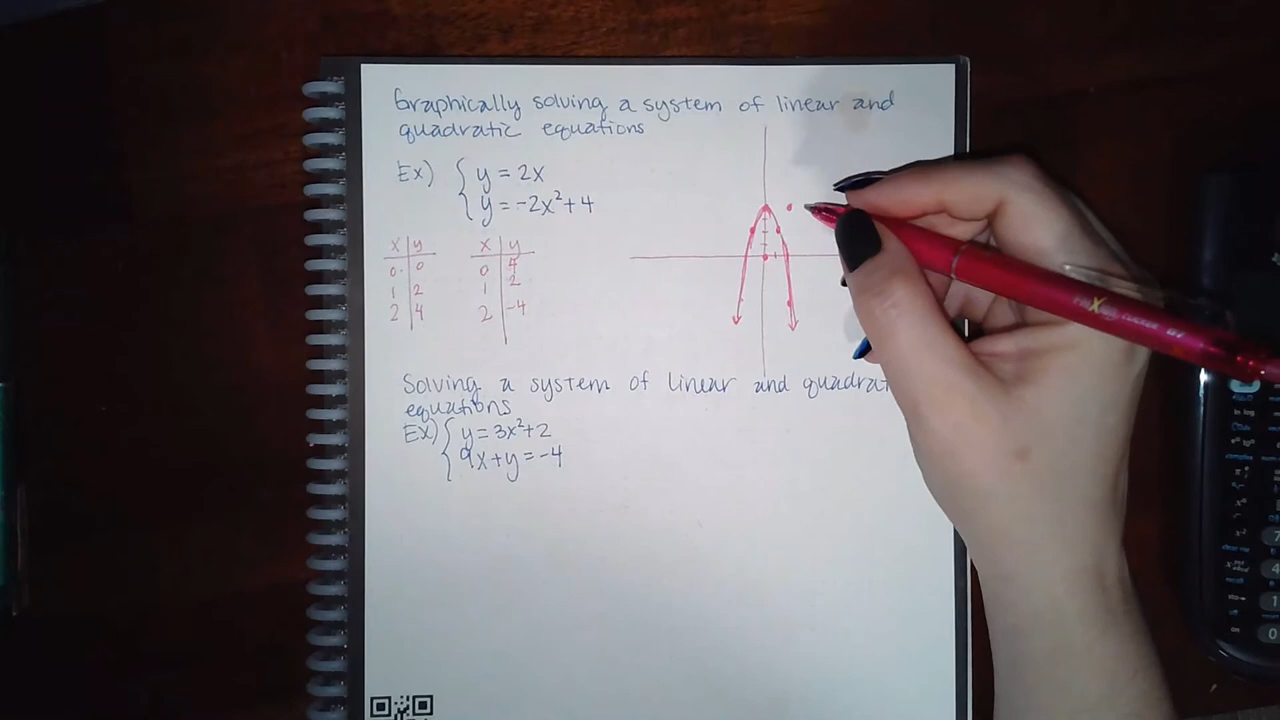 Graphically solving a system of linear and
quadratic equations
Ex) { y = 2x
y = -2x²+4
x y
0 0
1 2
2 4
x y
0 4
1 2
2 -4
Solving a system of linear and quadrat
equations
Ex) { y = 3x²+2
9x+y = -4